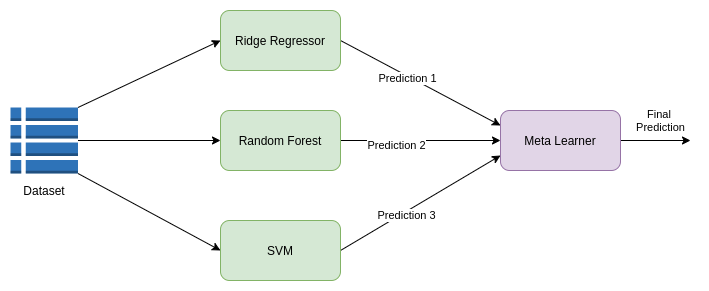 Ridge Regressor
Prediction 1
Final
Prediction
Random Forest
Prediction 2
Meta Learner
Dataset
Prediction 3
SVM